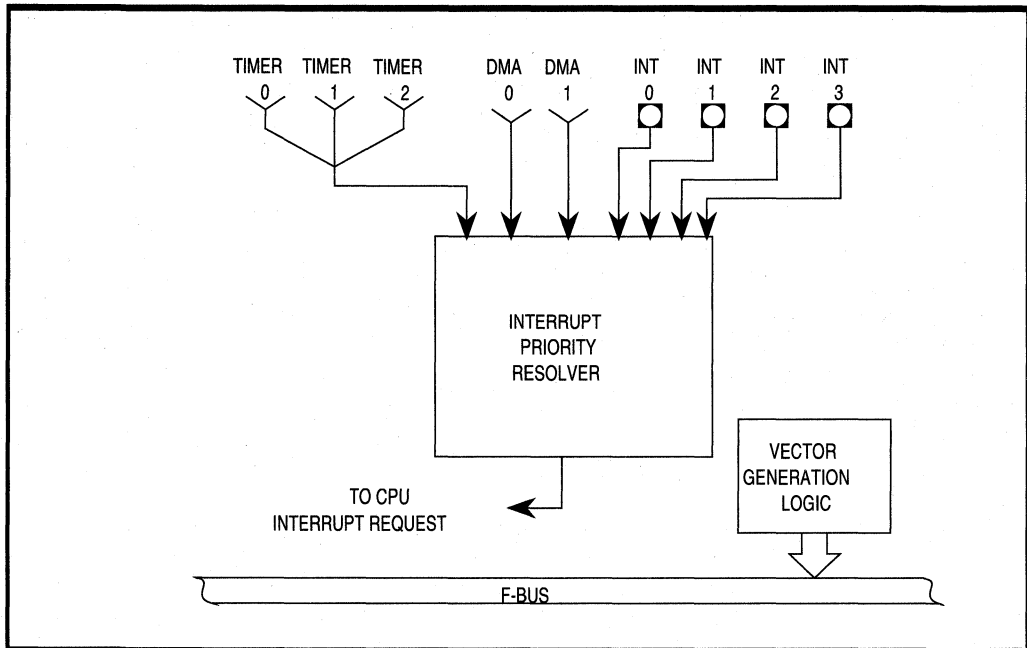 TIMER TIMER TIMER DMA DMA INT INT INT INT
0 1 2 0 1 0 1 2 3
INTERRUPT
PRIORITY
RESOLVER
VECTOR
GENERATION
LOGIC
TO CPU
INTERRUPT REQUEST
F-BUS